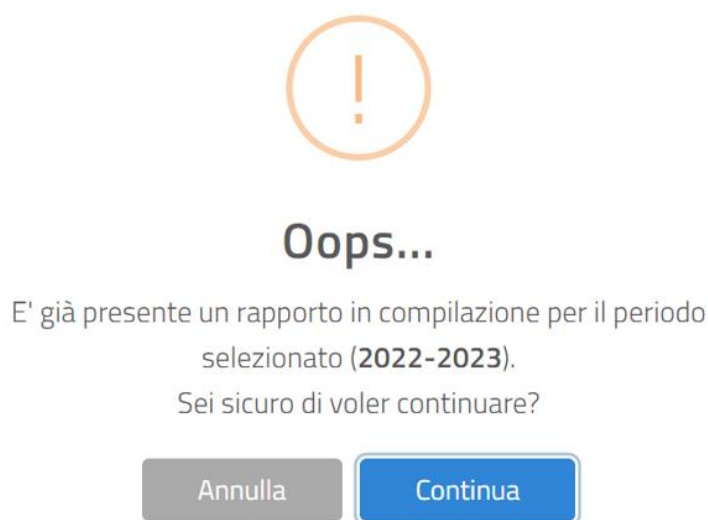 !
Oops...
E' già presente un rapporto in compilazione per il periodo
selezionato (2022-2023).
Sei sicuro di voler continuare?
Annulla
Continua